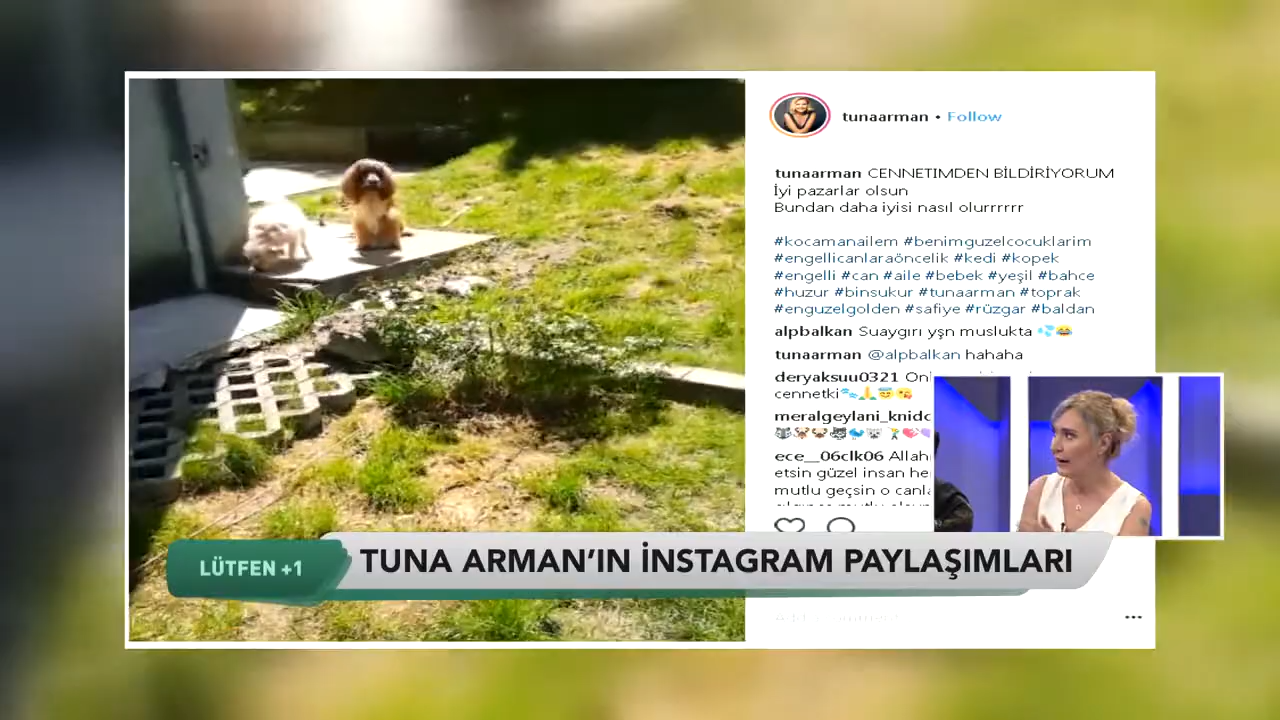 tunaarman • Follow
tunaarman CENNETIMDEN BİLDİRİYORUM
İyi pazarlar olsun
Bundan daha iyisi nasıl olurrrrrr
#kocamanailem #benimguzelcocuklarim
#engellicanlaraöncelik #kedi #kopek
#engelli #can #aile #bebek #yeşil #bahce
#huzur #binsukur #tunaarman #toprak
#enguzelgolden #safiye #rüzgar #baldan
alpbalkan Suaygırı yşn muslukta 💦😂
tunaarman @alpbalkan hahaha
deryaksuu0321
cennetki🐾🙏😇😘
meralgeylani_knidc
ece__06clk06 Allah
etsin güzel insan he
mutlu geçsin o canla
LÜTFEN +1
TUNA ARMAN'IN İNSTAGRAM PAYLAŞIMLARI